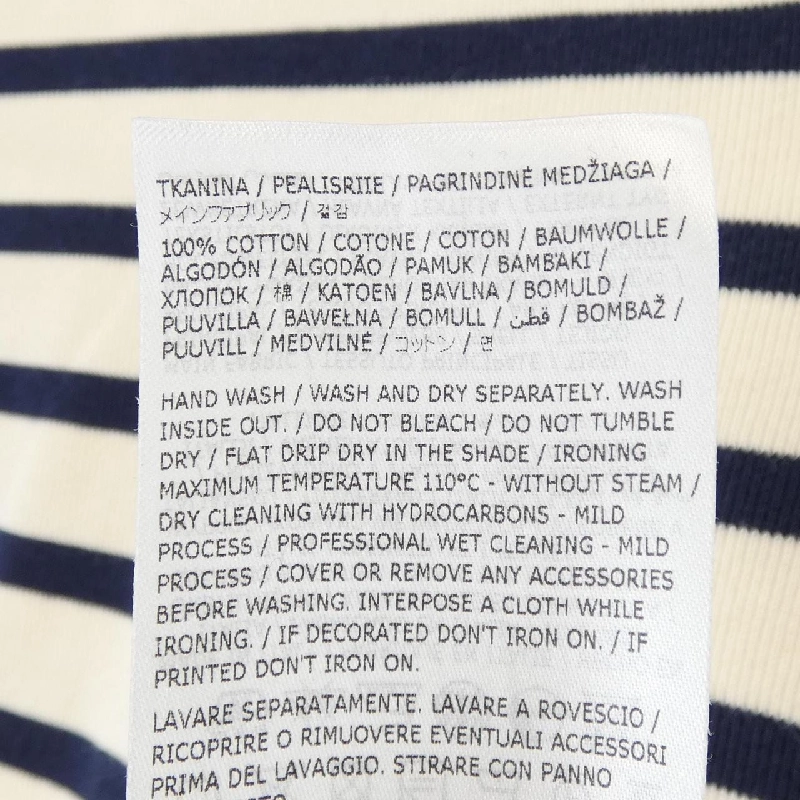 TKANINA / PEALISRIIE / PAGRINDINĖ MEDŽIAGA /
メインファブリック / 겉감
100% COTTON / COTONE / COTON / BAUMWOLLE /
ALGODÓN / ALGODÃO / PAMUK / BAMBAKI /
ХЛОПОК / 棉 / KATOEN / BAVLNA / BOMULD /
PUUVILLA / BAWEŁNA / BOMULL / قطن / BOMBAŽ /
PUUVILL / MEDVILNĖ / コットン / 면
HAND WASH / WASH AND DRY SEPARATELY. WASH
INSIDE OUT. / DO NOT BLEACH / DO NOT TUMBLE
DRY / FLAT DRIP DRY IN THE SHADE / IRONING
MAXIMUM TEMPERATURE 110°C - WITHOUT STEAM /
DRY CLEANING WITH HYDROCARBONS - MILD
PROCESS / PROFESSIONAL WET CLEANING - MILD
PROCESS / COVER OR REMOVE ANY ACCESSORIES
BEFORE WASHING. INTERPOSE A CLOTH WHILE
IRONING. / IF DECORATED DON'T IRON ON. / IF
PRINTED DON'T IRON ON.
LAVARE SEPARATAMENTE. LAVARE A ROVESCIO /
RICOPRIRE O RIMUOVERE EVENTUALI ACCESSORI
PRIMA DEL LAVAGGIO. STIRARE CON PANNO